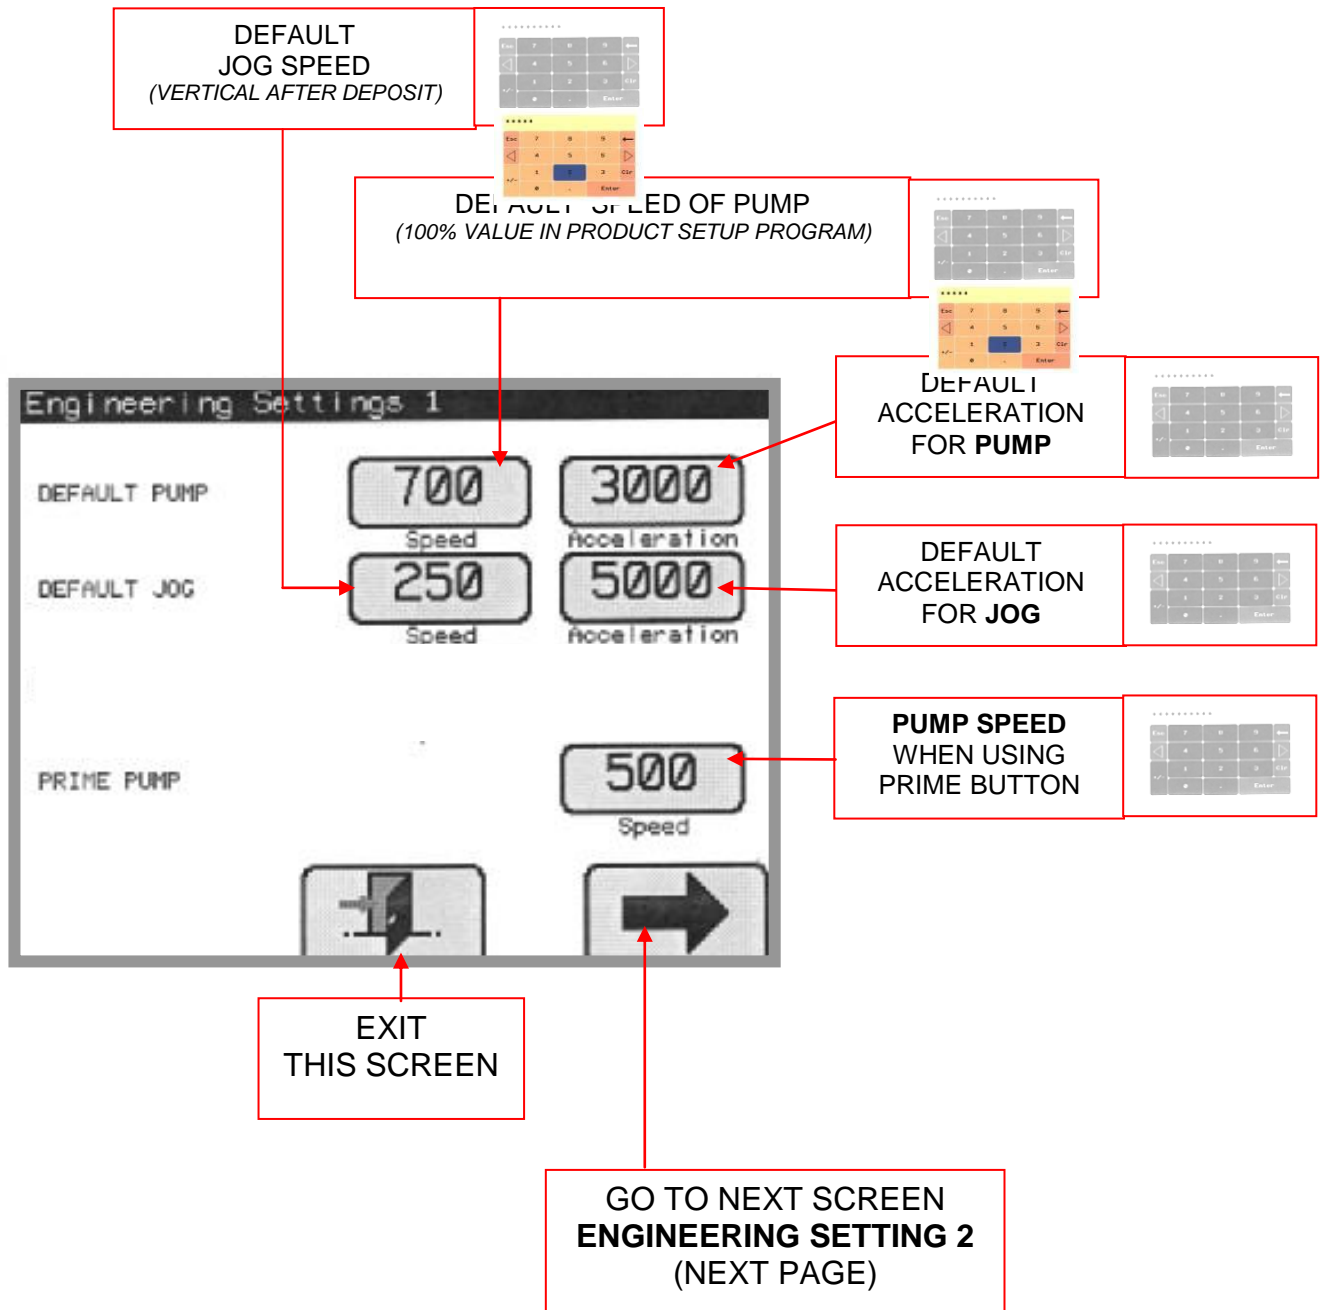 DEFAULT
JOG SPEED
(VERTICAL AFTER DEPOSIT)
DEFAULT SPEED OF PUMP
(100% VALUE IN PRODUCT SETUP PROGRAM)
DEFAULT
ACCELERATION
FOR PUMP
DEFAULT
ACCELERATION
FOR JOG
PUMP SPEED
WHEN USING
PRIME BUTTON
Engineering Settings 1
DEFAULT PUMP
700
Speed
3000
Acceleration
DEFAULT JOG
250
Speed
5000
Acceleration
PRIME PUMP
500
Speed
EXIT
THIS SCREEN
GO TO NEXT SCREEN
ENGINEERING SETTING 2
(NEXT PAGE)